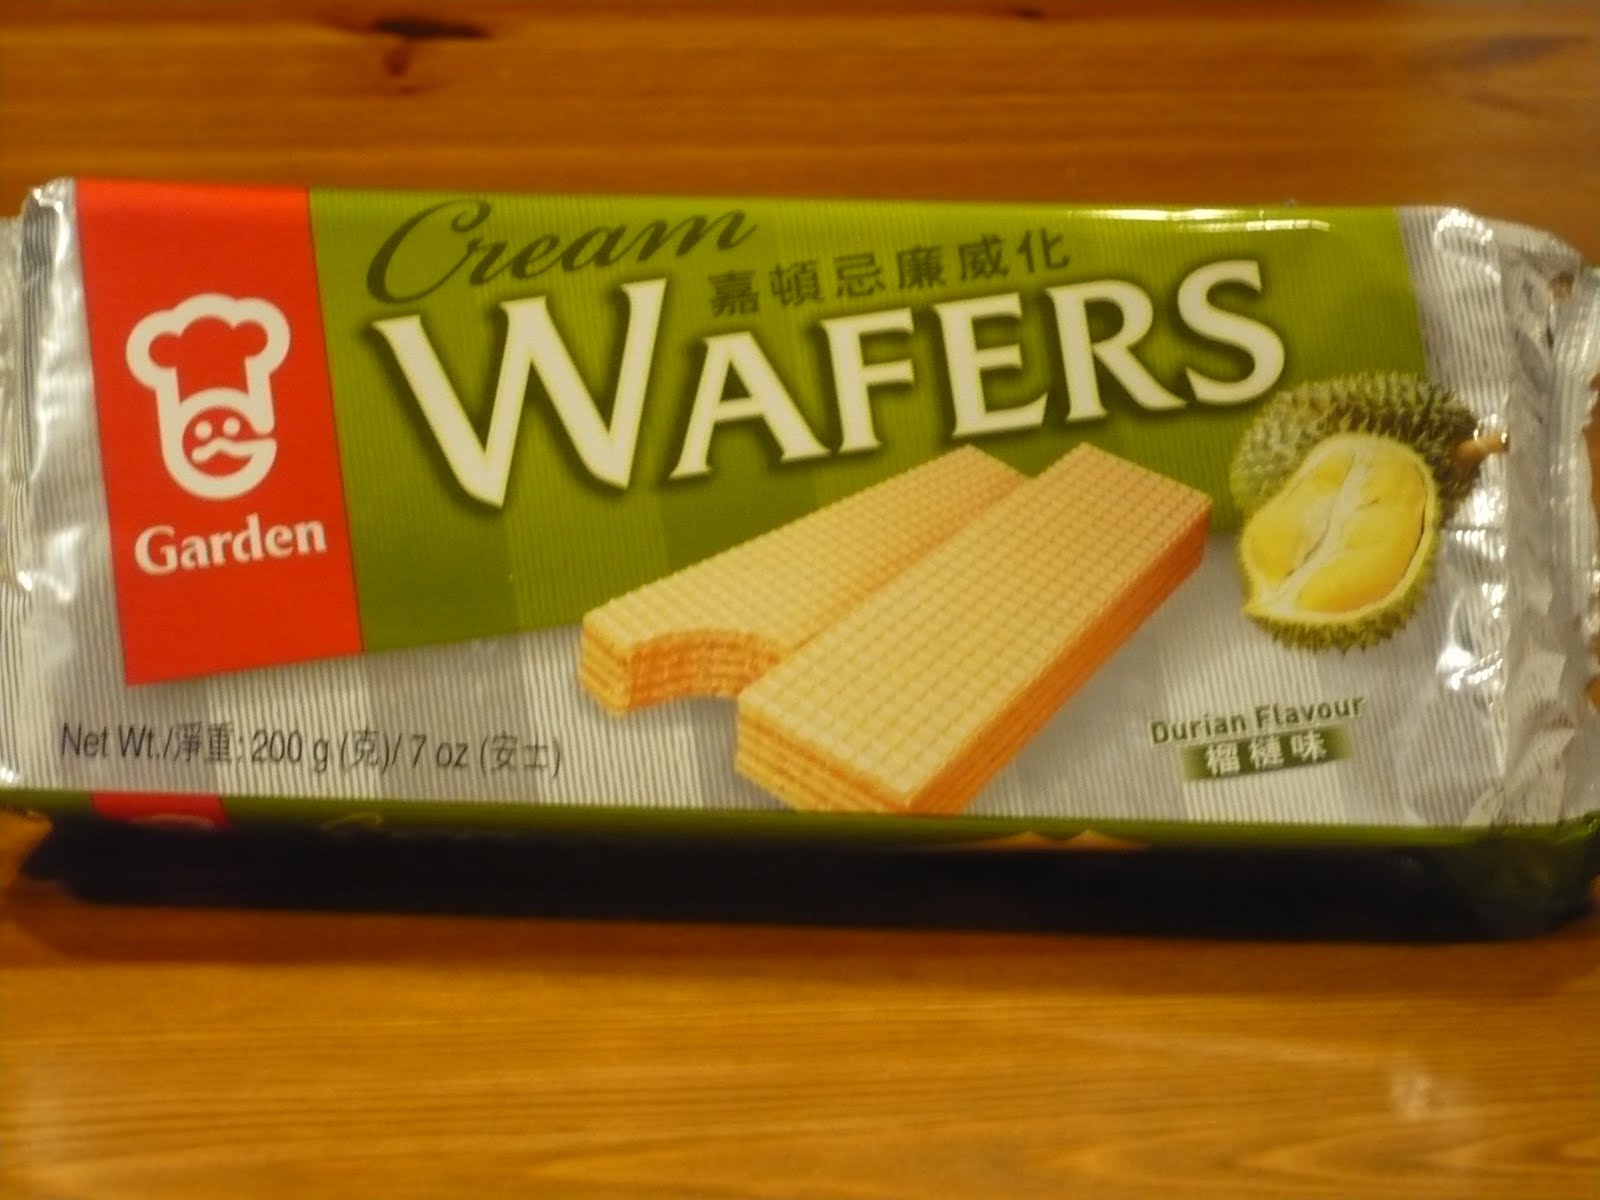 Garden
Cream
嘉頓忌廉威化
WAFERS
Durian Flavour
榴槤味
Net Wt./淨重: 200 g (克)/ 7 oz (安士)